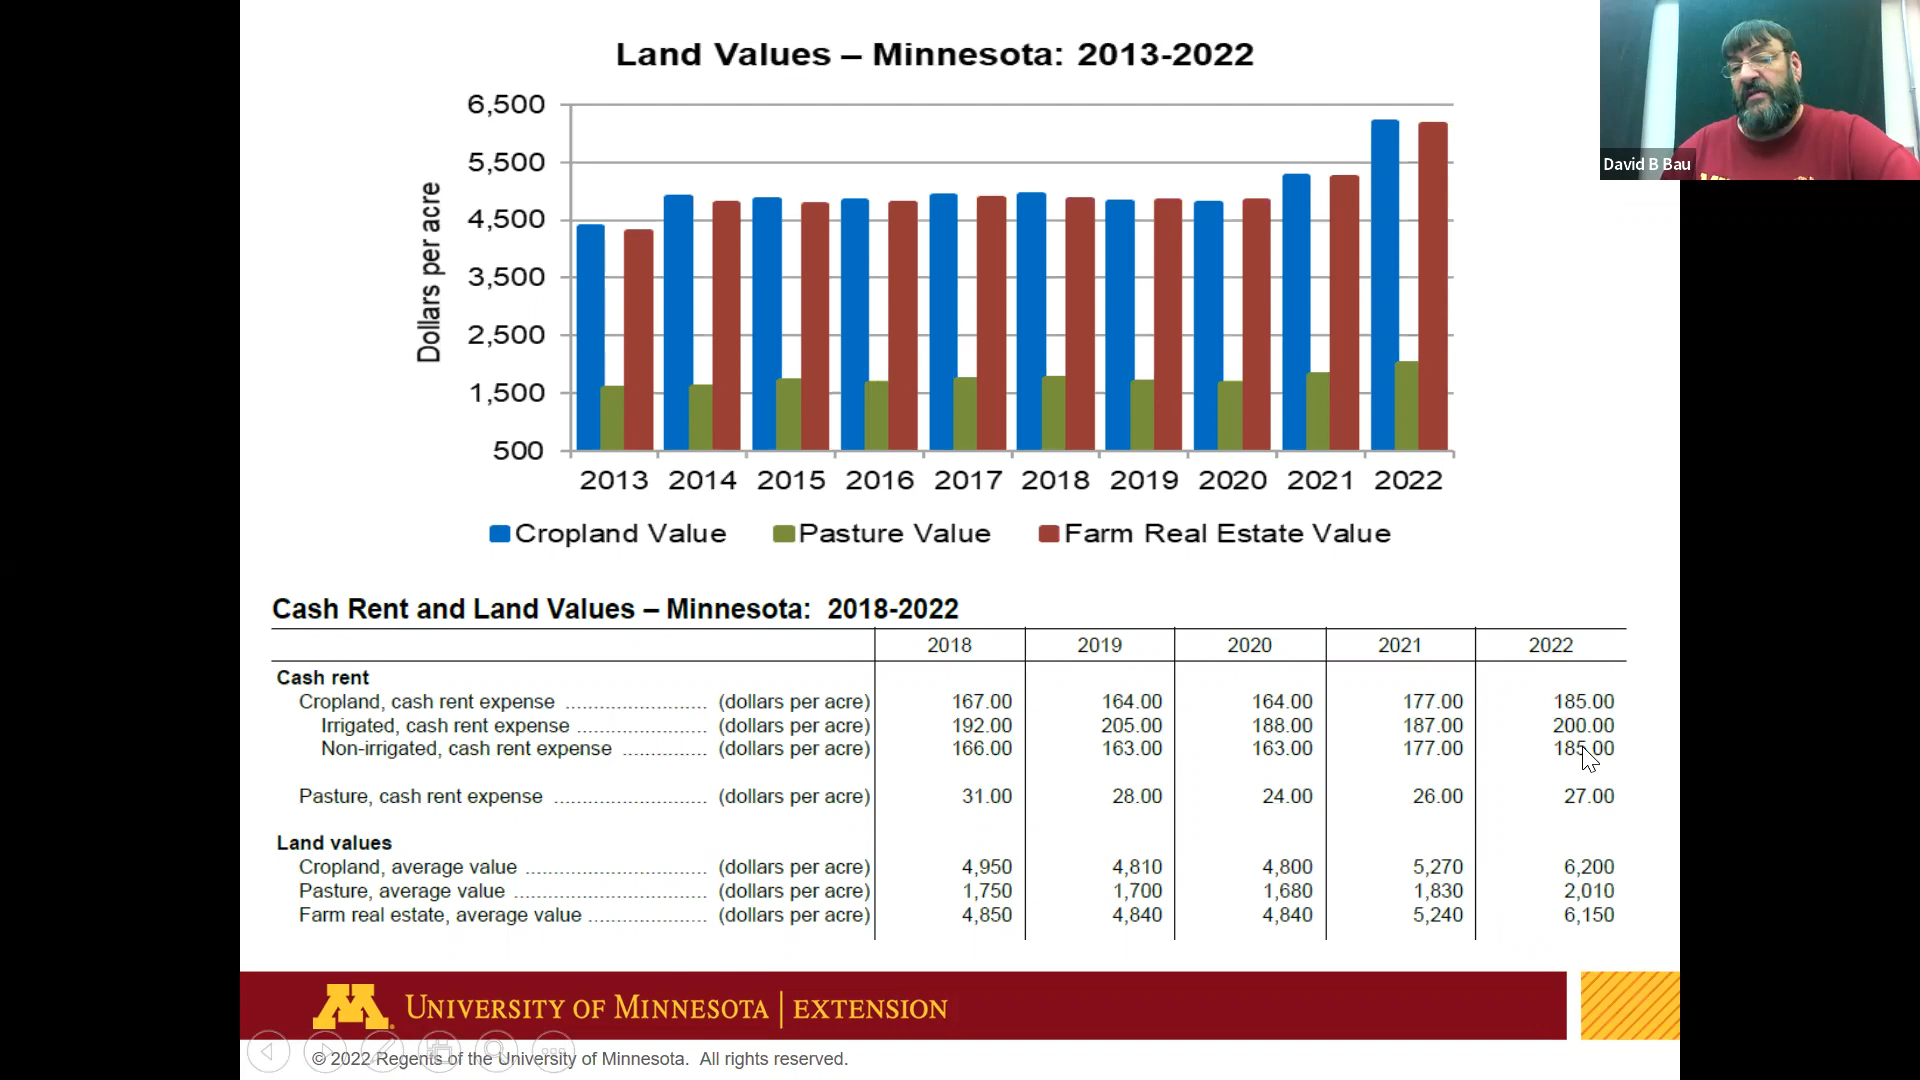 Land Values – Minnesota: 2013-2022
David B Bau
Dollars per acre
6,500
5,500
4,500
3,500
2,500
1,500
500
2013 2014 2015 2016 2017 2018 2019 2020 2021 2022
Cropland Value Pasture Value Farm Real Estate Value
Cash Rent and Land Values – Minnesota: 2018-2022
2018 2019 2020 2021 2022
Cash rent
Cropland, cash rent expense ........................ (dollars per acre) 167.00 164.00 164.00 177.00 185.00
Irrigated, cash rent expense ...................... (dollars per acre) 192.00 205.00 188.00 187.00 200.00
Non-irrigated, cash rent expense .............. (dollars per acre) 166.00 163.00 163.00 177.00 185.00
Pasture, cash rent expense .......................... (dollars per acre) 31.00 28.00 24.00 26.00 27.00
Land values
Cropland, average value ............................... (dollars per acre) 4,950 4,810 4,800 5,270 6,200
Pasture, average value ................................. (dollars per acre) 1,750 1,700 1,680 1,830 2,010
Farm real estate, average value .................... (dollars per acre) 4,850 4,840 4,840 5,240 6,150
M UNIVERSITY OF MINNESOTA | EXTENSION
© 2022 Regents of the University of Minnesota. All rights reserved.